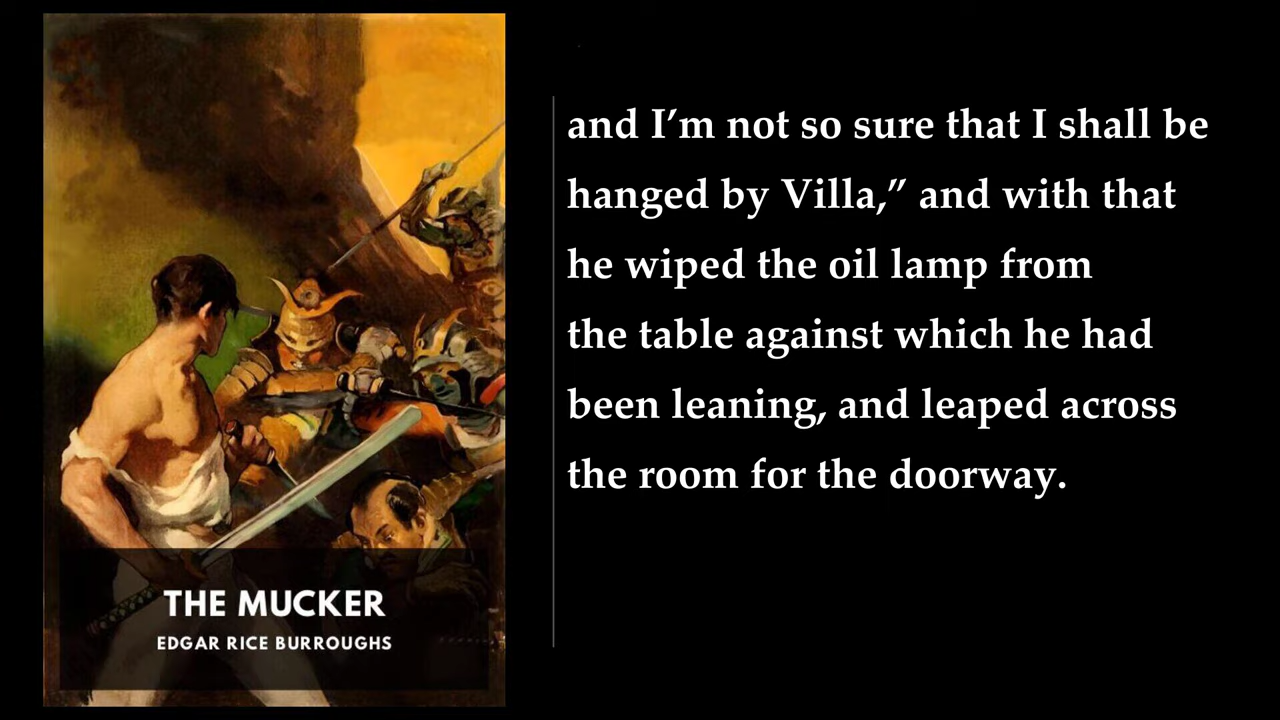 THE MUCKER
EDGAR RICE BURROUGHS
and I’m not so sure that I shall be
hanged by Villa,” and with that
he wiped the oil lamp from
the table against which he had
been leaning, and leaped across
the room for the doorway.